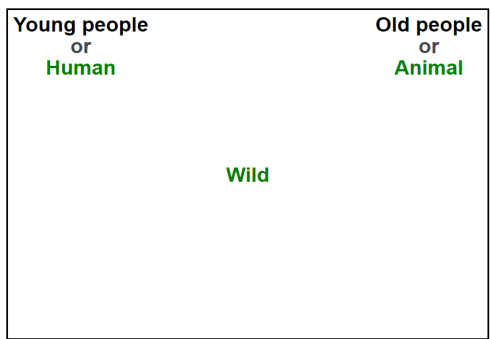 Young people
or
Human
Old people
or
Animal
Wild